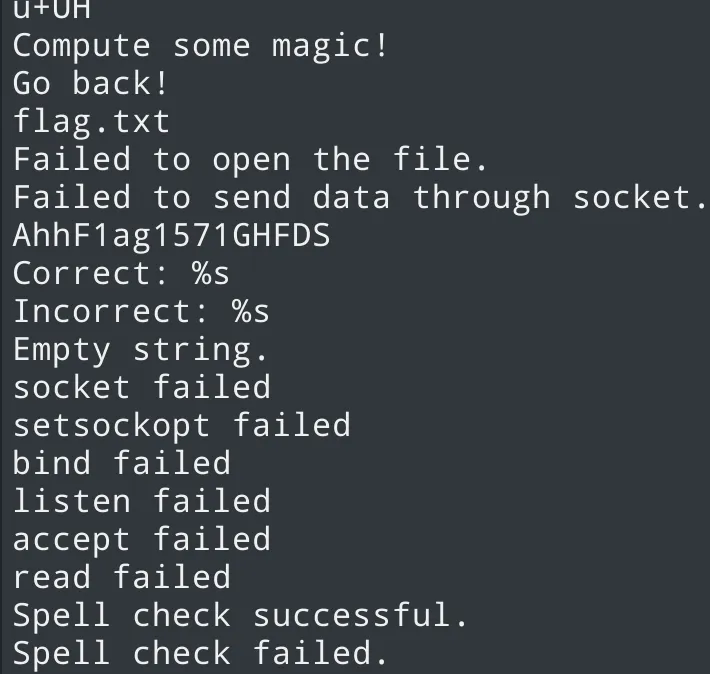 u+UH
Compute some magic!
Go back!
flag.txt
Failed to open the file.
Failed to send data through socket.
AhhF1ag1571GHFDS
Correct: %s
Incorrect: %s
Empty string.
socket failed
setsockopt failed
bind failed
listen failed
accept failed
read failed
Spell check successful.
Spell check failed.